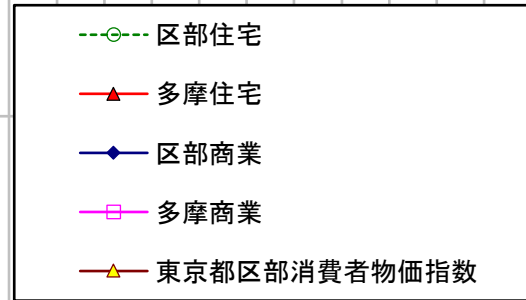 区部住宅
多摩住宅
区部商業
多摩商業
東京都区部消費者物価指数